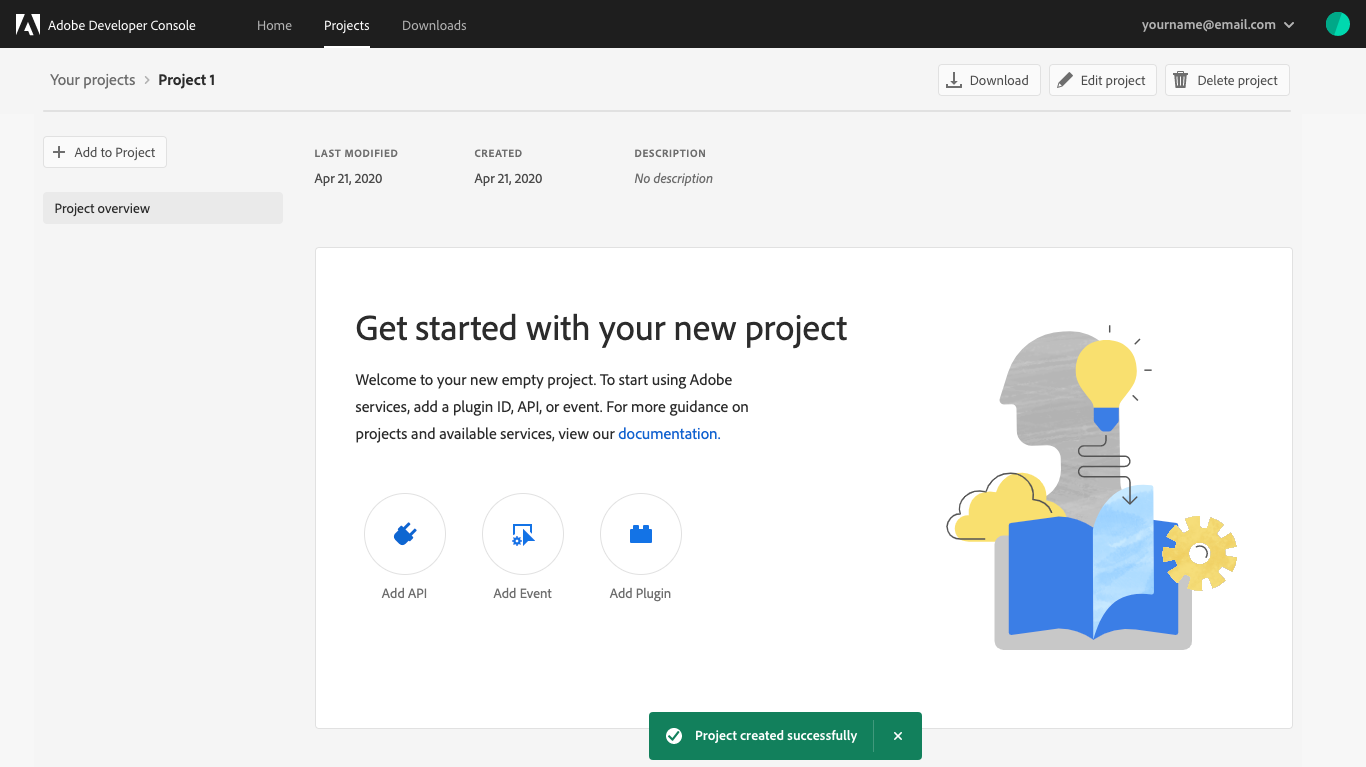 Adobe Developer Console Home Projects Downloads yourname@email.com
Your projects > Project 1 Download Edit project Delete project
Add to Project
Project overview
LAST MODIFIED CREATED DESCRIPTION
Apr 21, 2020 Apr 21, 2020 No description
Get started with your new project
Welcome to your new empty project. To start using Adobe
services, add a plugin ID, API, or event. For more guidance on
projects and available services, view our documentation.
Add API Add Event Add Plugin
Project created successfully